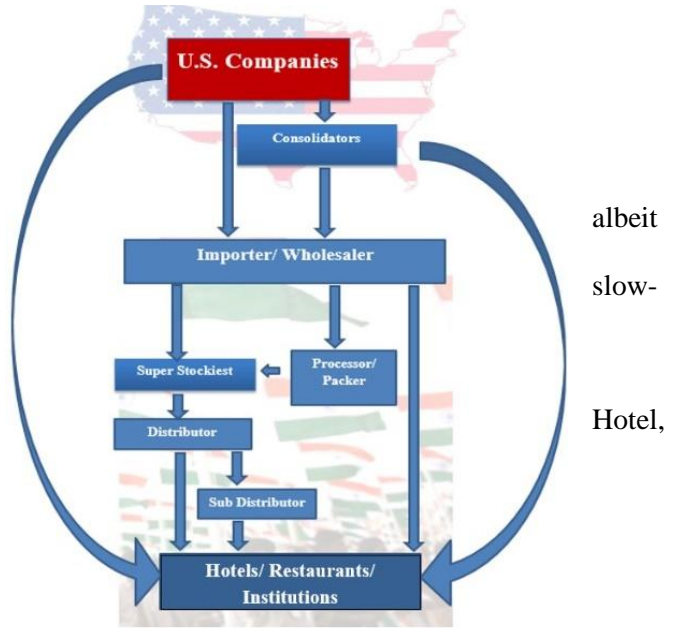 U.S. Companies
Consolidators
albeit
Importer/ Wholesaler
slow-
Super Stockiest
Processor/
Packer
Hotel,
Distributor
Sub Distributor
Hotels/ Restaurants/
Institutions